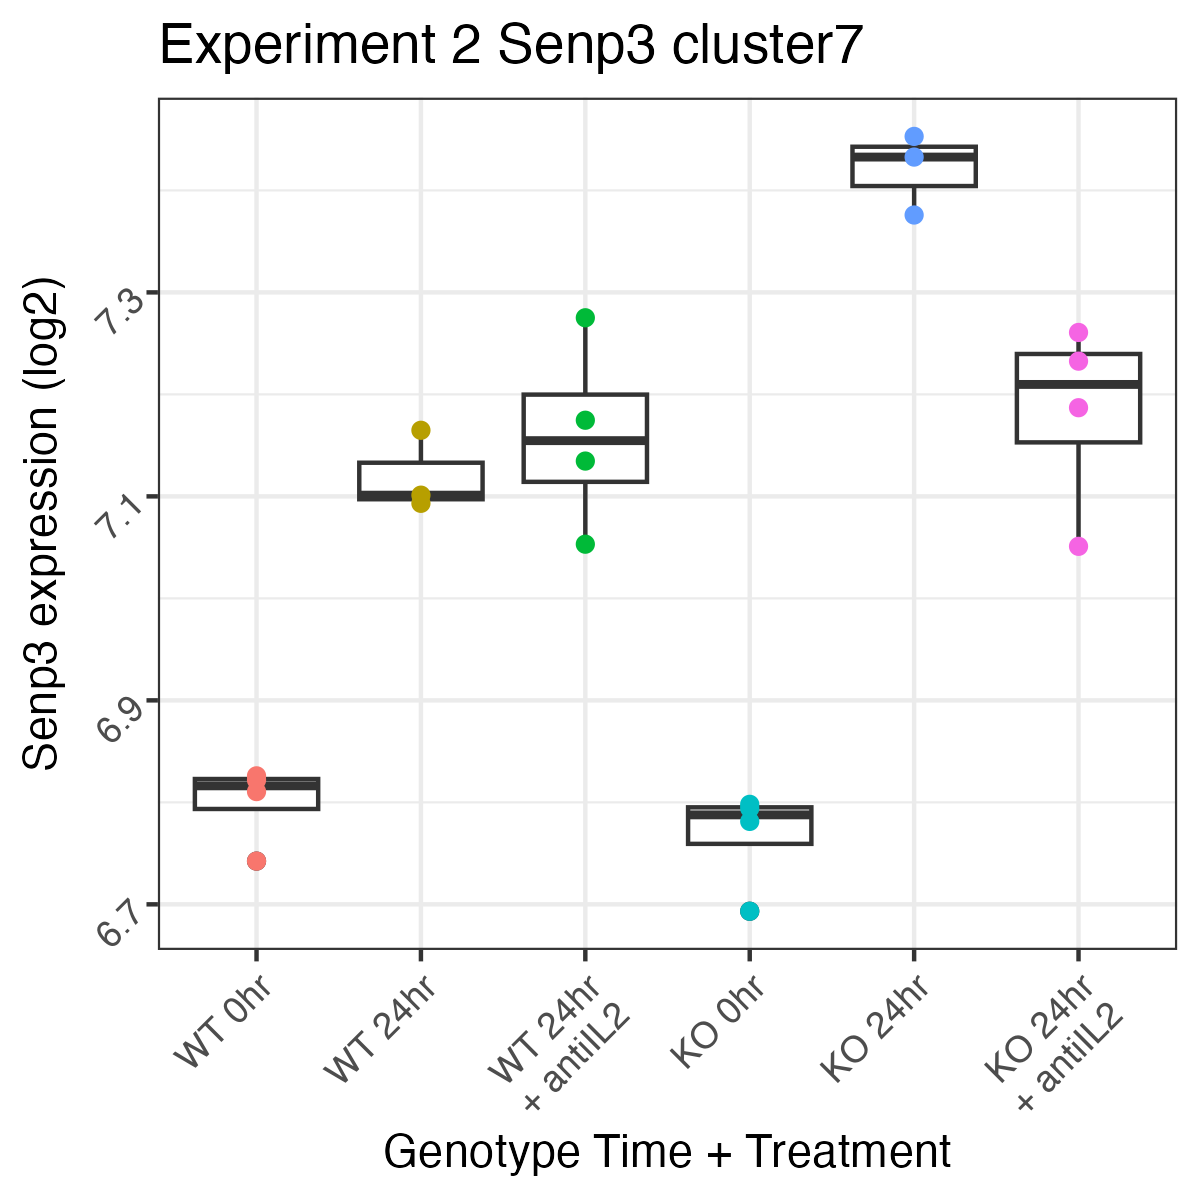 Experiment 2 Senp3 cluster7
Senp3 expression (log2)
7.3
7.1
6.9
6.7
WT 0hr
WT 24hr
WT 24hr
+ antiIL2
KO 0hr
KO 24hr
KO 24hr
+ antiIL2
Genotype Time + Treatment